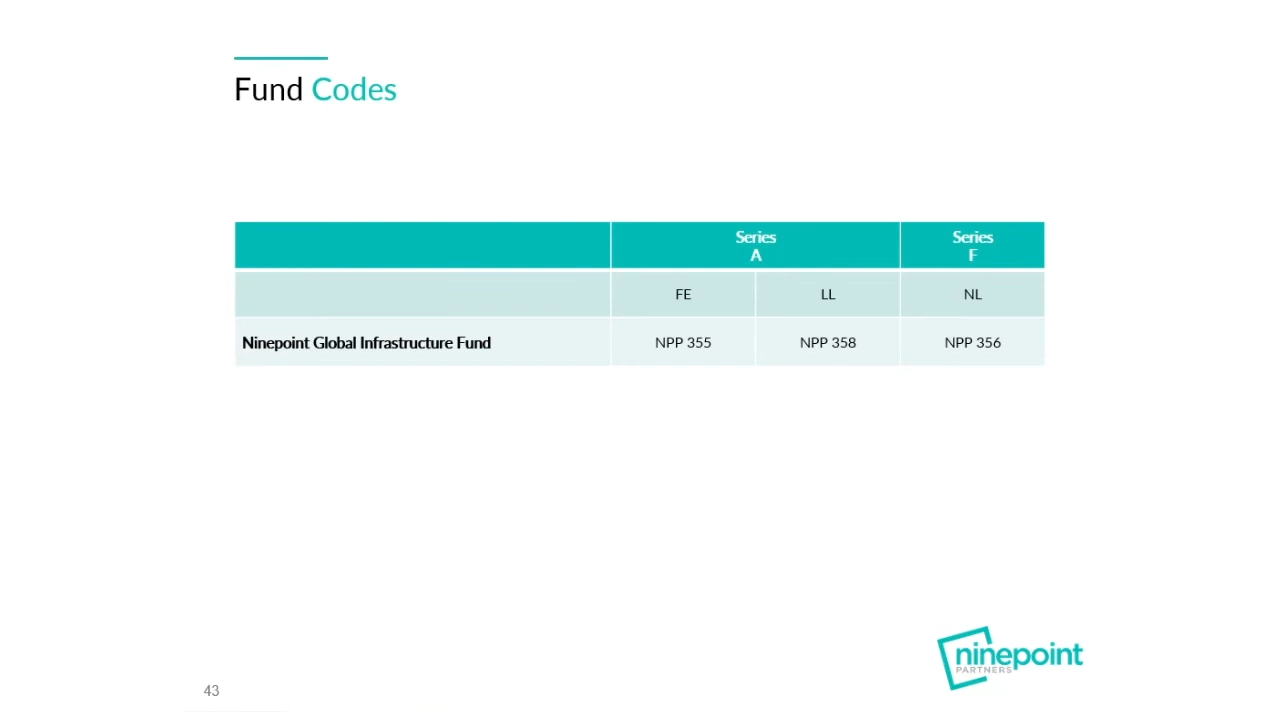 Fund Codes
Series
A
Series
F
FE LL NL
Ninepoint Global Infrastructure Fund NPP 355 NPP 358 NPP 356
ninepoint
PARTNERS
43